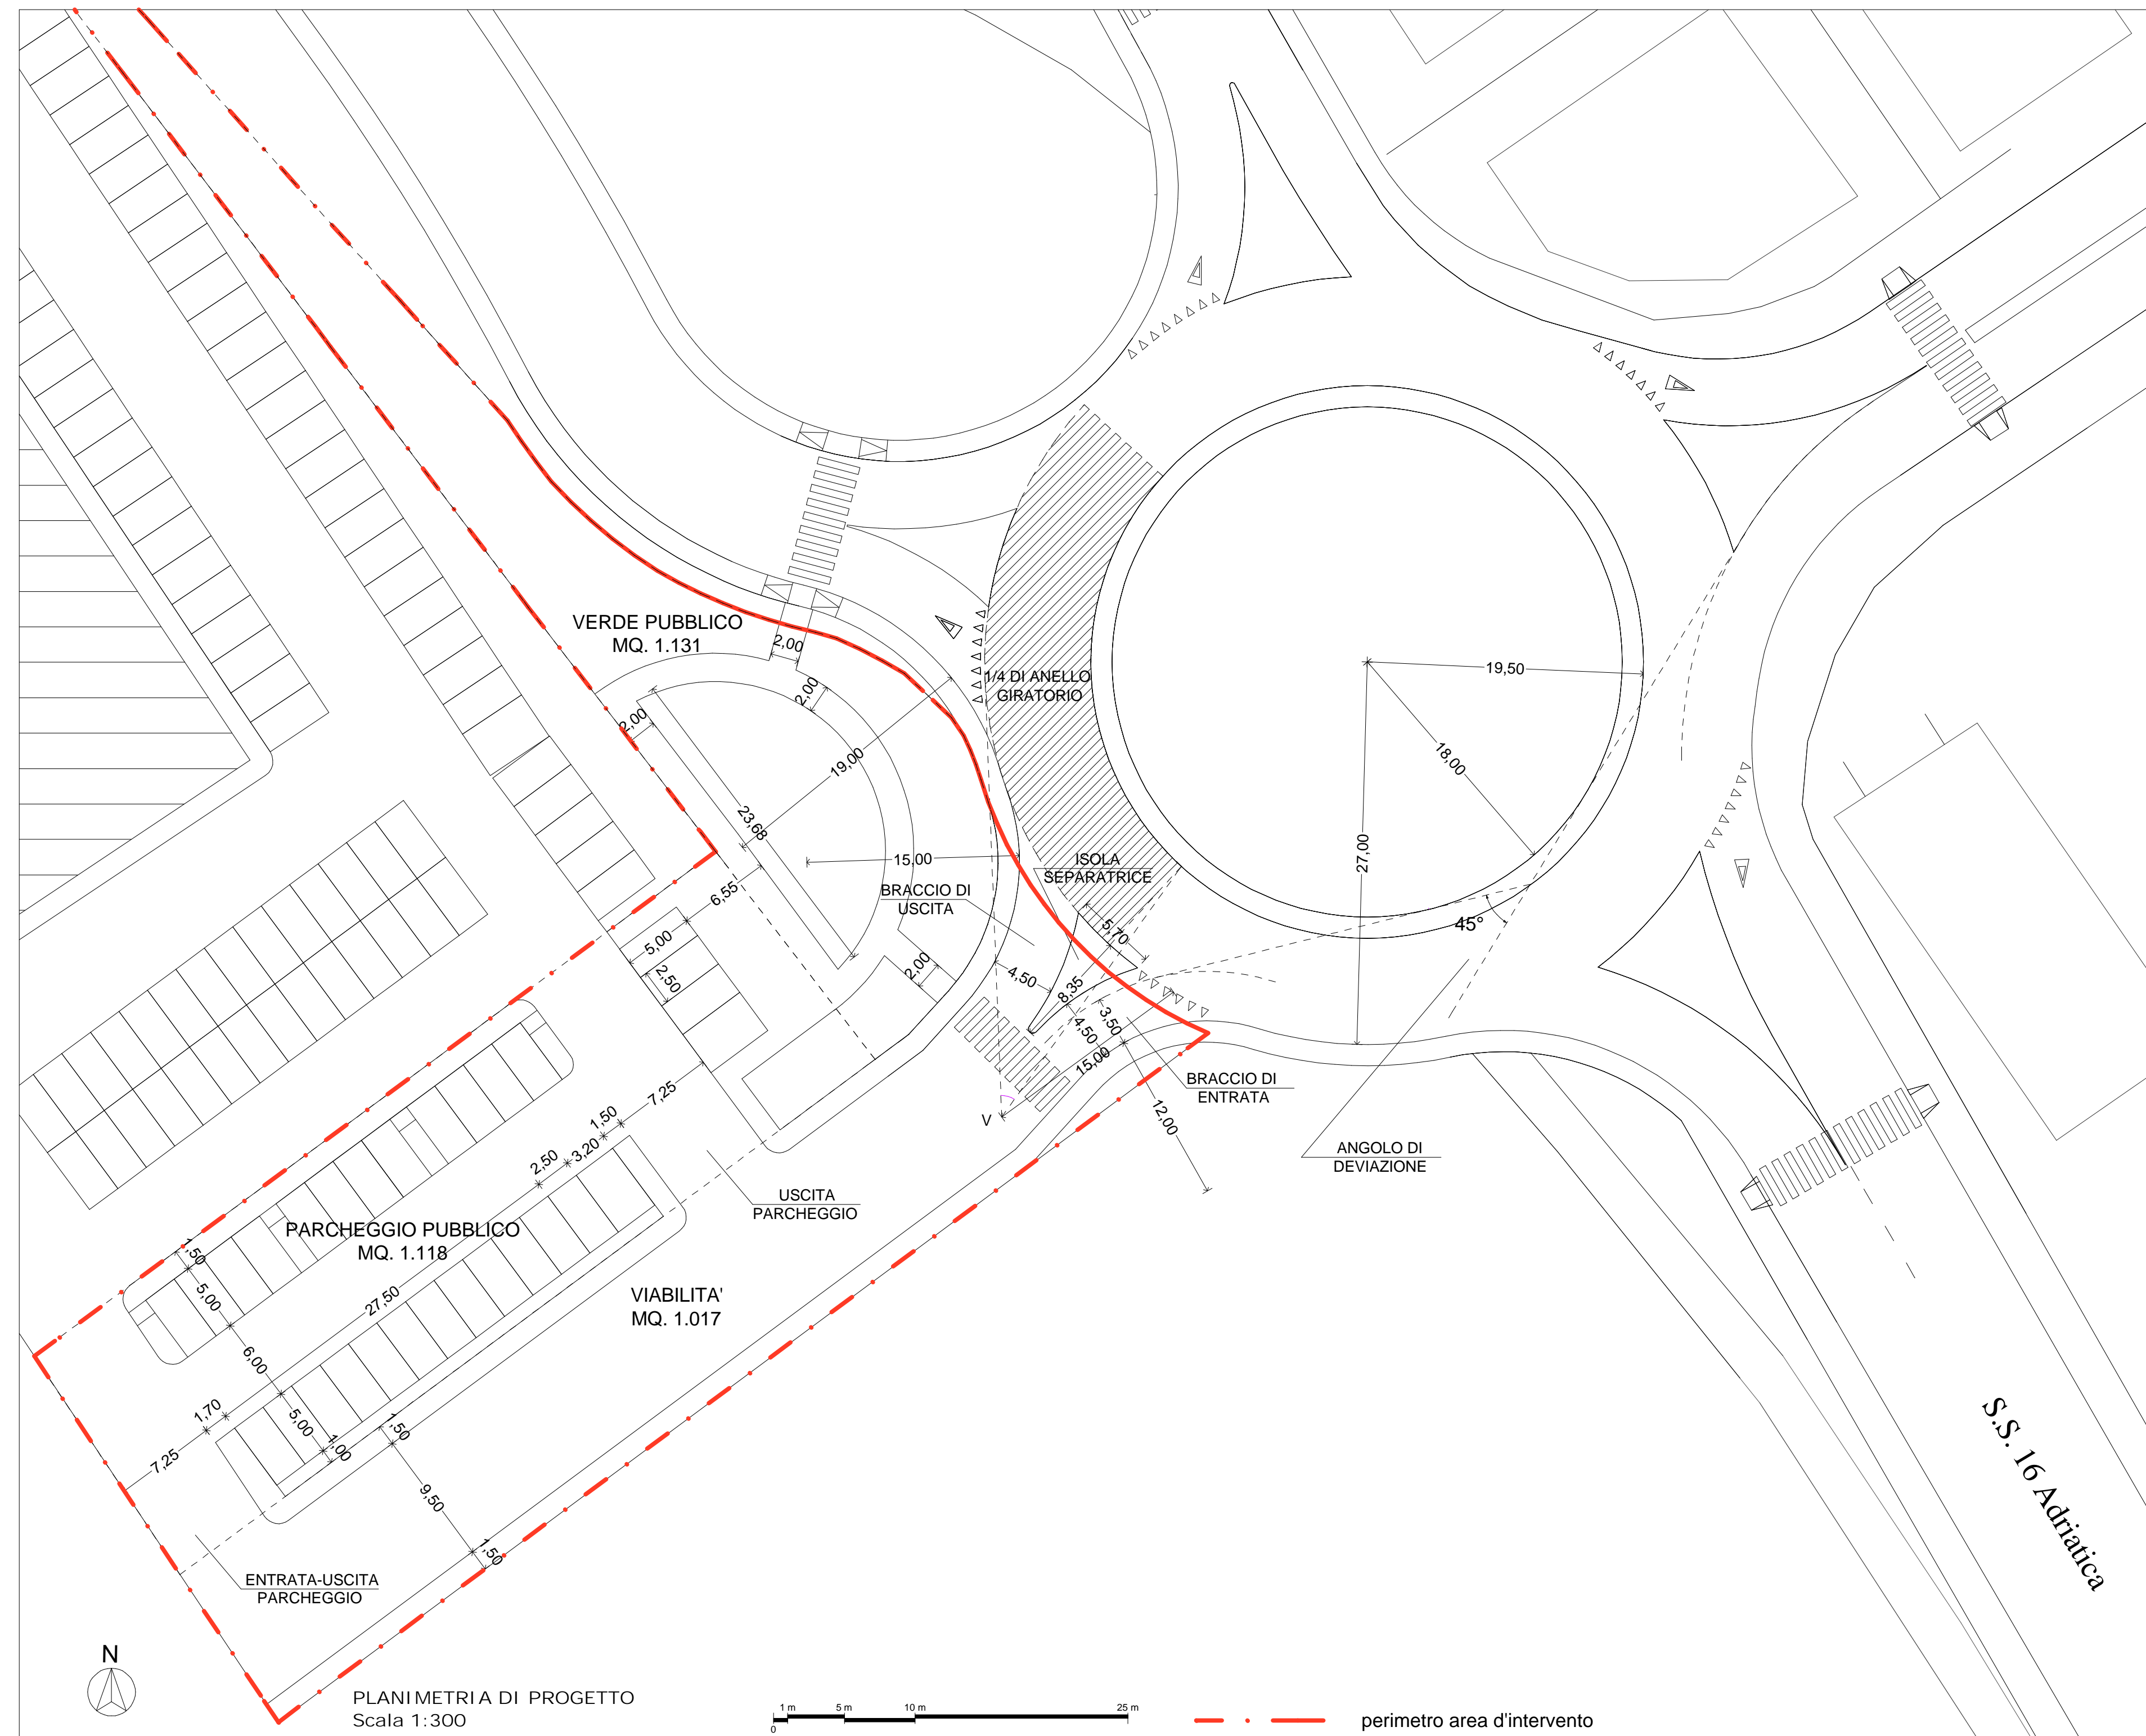 VERDE PUBBLICO
MQ. 1.131
2,00
2,00
2,00
19,00
23,68
15,00
1/4 DI ANELLO
GIRATORIO
19,50
18,00
27,00
45°
ISOLA
SEPARATRICE
BRACCIO DI
USCITA
6,55
5,00
2,50
2,00
4,50
5,70
8,35
3,50
4,50
15,00
12,00
V
BRACCIO DI
ENTRATA
ANGOLO DI
DEVIAZIONE
7,25
1,50
3,20
2,50
USCITA
PARCHEGGIO
PARCHEGGIO PUBBLICO
MQ. 1.118
1,50
5,00
27,50
6,00
VIABILITA'
MQ. 1.017
1,70
7,25
5,00
1,00
1,50
9,50
1,50
ENTRATA-USCITA
PARCHEGGIO
S.S. 16 Adriatica
N
PLANIMETRIA DI PROGETTO
Scala 1:300
0
1 m
5 m
10 m
25 m
perimetro area d'intervento